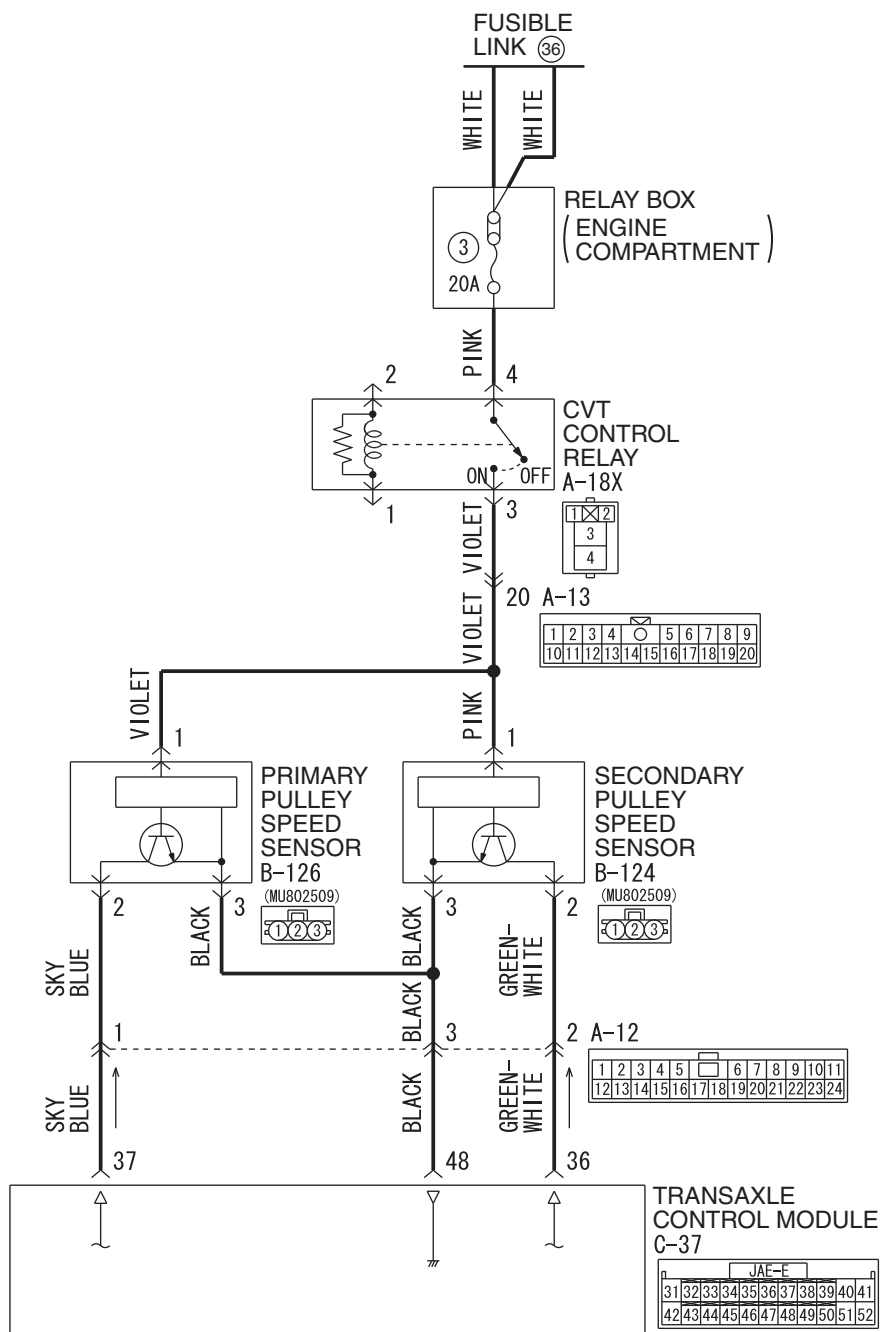 FUSIBLE
LINK 36
WHITE
WHITE
RELAY BOX
( ENGINE
COMPARTMENT )
3
20A
PINK
2
4
CVT
CONTROL
RELAY
A-18X
ON
OFF
1
3
1 2
3
4
VIOLET
20 A-13
VIOLET
1 2 3 4 5 6 7 8 9
10 11 12 13 14 15 16 17 18 19 20
VIOLET
PINK
1
1
PRIMARY
PULLEY
SPEED
SENSOR
B-126
(MU802509)
1 2 3
SECONDARY
PULLEY
SPEED
SENSOR
B-124
(MU802509)
1 2 3
2
3
3
2
SKY
BLUE
BLACK
BLACK
GREEN-
WHITE
BLACK
1
3
2 A-12
1 2 3 4 5 6 7 8 9 10 11
12 13 14 15 16 17 18 19 20 21 22 23 24
SKY
BLUE
BLACK
GREEN-
WHITE
37
48
36
TRANSAXLE
CONTROL MODULE
C-37
JAE-E
31 32 33 34 35 36 37 38 39 40 41
42 43 44 45 46 47 48 49 50 51 52